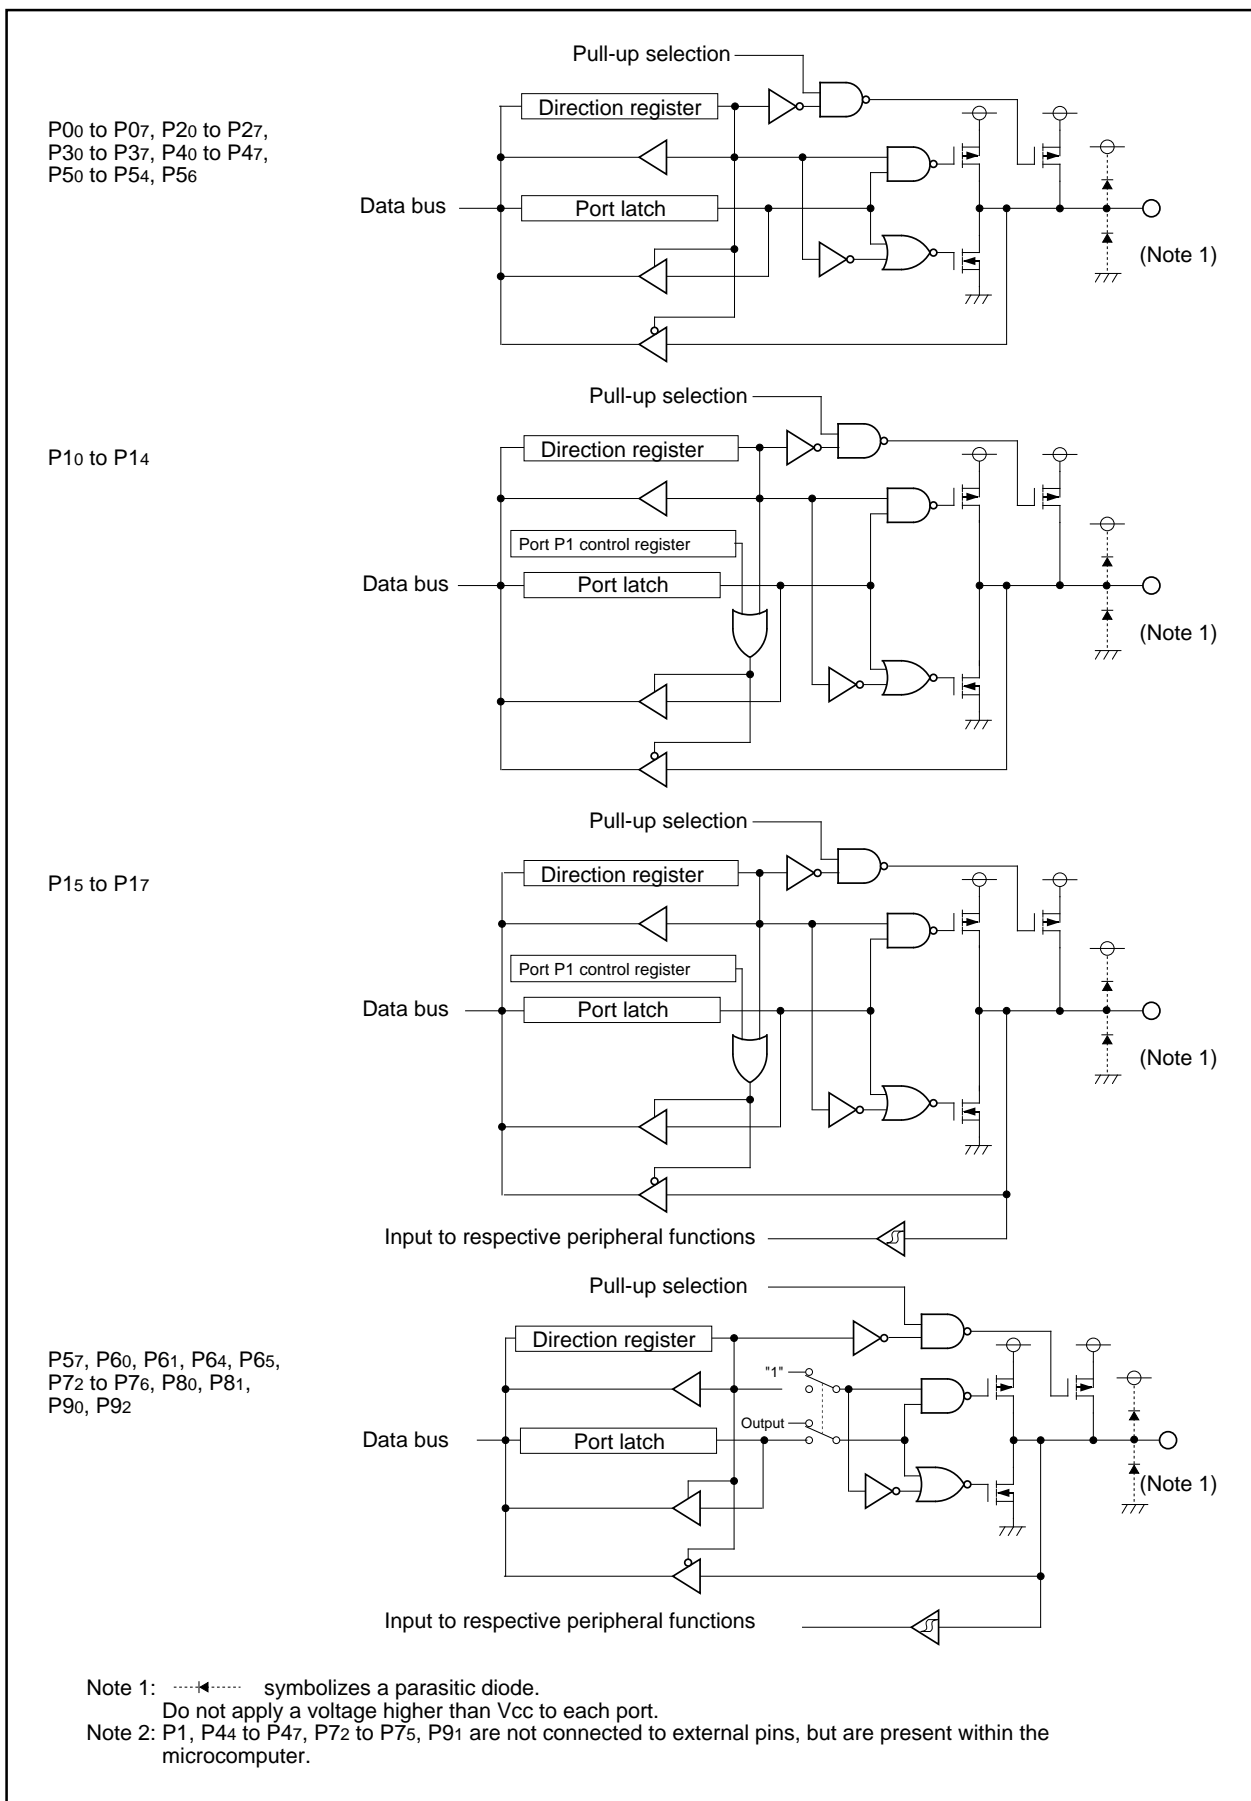 Pull-up selection
Direction register
P00 to P07, P20 to P27,
P30 to P37, P40 to P47,
P50 to P54, P56
Data bus
Port latch
(Note 1)
Pull-up selection
Direction register
P10 to P14
Port P1 control register
Data bus
Port latch
(Note 1)
Pull-up selection
Direction register
P15 to P17
Port P1 control register
Data bus
Port latch
(Note 1)
Input to respective peripheral functions
Pull-up selection
Direction register
P57, P60, P61, P64, P65,
P72 to P76, P80, P81,
P90, P92
"1"
Output
Data bus
Port latch
(Note 1)
Input to respective peripheral functions
Note 1: symbolizes a parasitic diode.
Do not apply a voltage higher than Vcc to each port.
Note 2: P1, P44 to P47, P72 to P75, P91 are not connected to external pins, but are present within the
microcomputer.